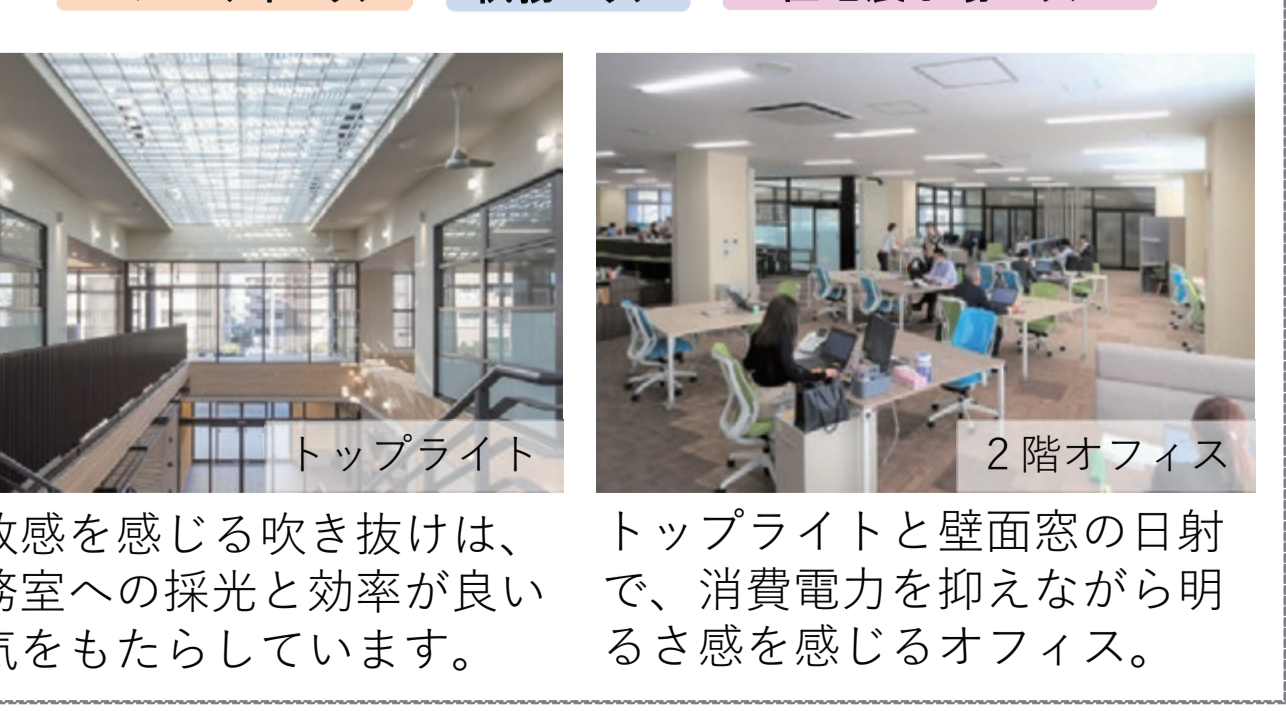 トップライト
感を感じる吹き抜けは、
室への採光と効率が良い
をもたらしています。
２階オフィス
トップライトと壁面窓の日射
で、消費電力を抑えながら明
るさ感を感じるオフィス。